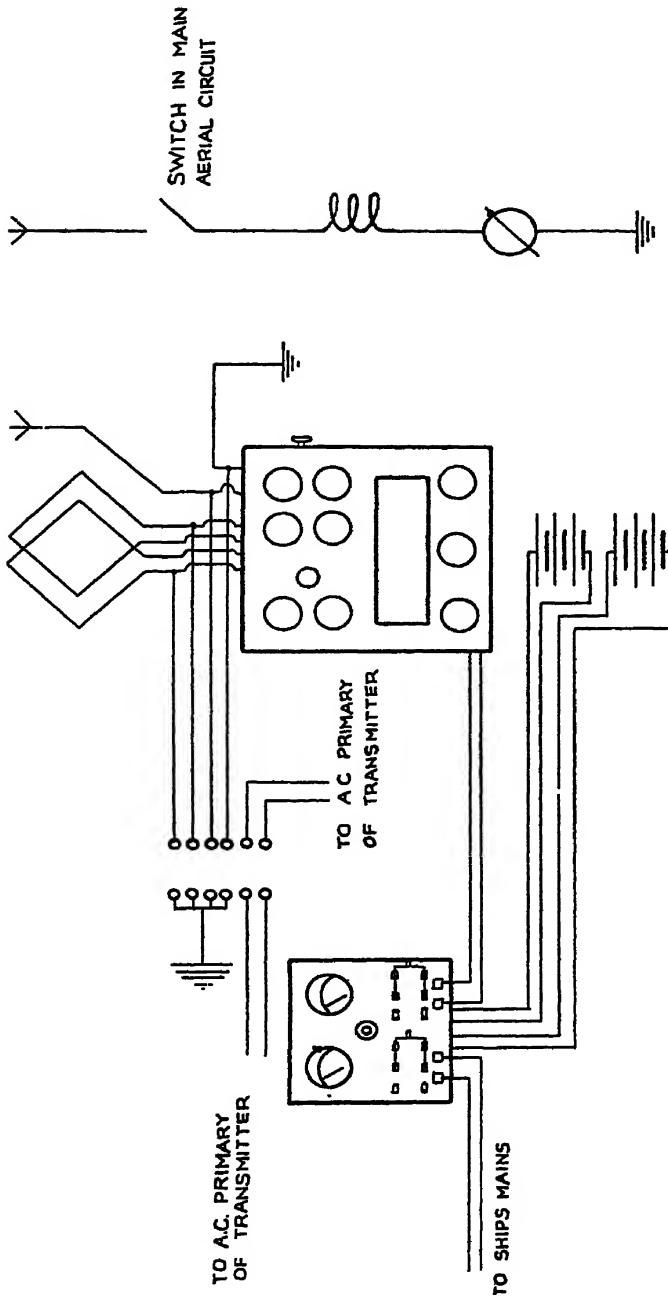 SWITCH IN MAIN
AERIAL CIRCUIT
TO A C PRIMARY
OF TRANSMITTER
TO A.C. PRIMARY
OF TRANSMITTER
TO SHIPS MAINS